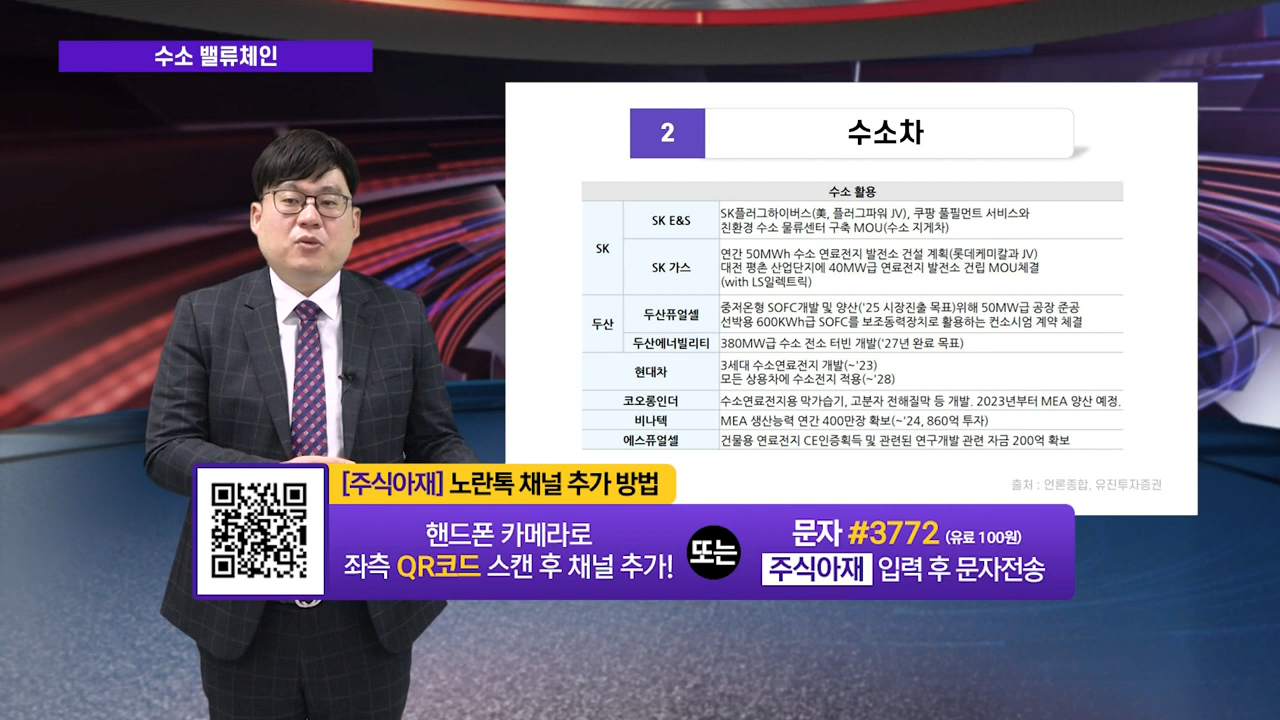 수소 밸류체인
2
수소차
수소 활용
SK
SK E&S
SK플러그하이버스(美, 플러그파워 JV), 쿠팡 풀필먼트 서비스와
친환경 수소 물류센터 구축 MOU(수소 지게차)
SK 가스
연간 50MWh 수소 연료전지 발전소 건설 계획(롯데케미칼과 JV)
대전 평촌 산업단지에 40MW급 연료전지 발전소 건립 MOU체결
(with LS일렉트릭)
두산
두산퓨얼셀
중저온형 SOFC개발 및 양산('25 시장진출 목표)위해 50MW급 공장 준공
선박용 600KWh급 SOFC를 보조동력장치로 활용하는 컨소시엄 계약 체결
두산에너빌리티
380MW급 수소 전소 터빈 개발('27년 완료 목표)
현대차
3세대 수소연료전지 개발(~'23)
모든 상용차에 수소전지 적용(~'28)
코오롱인더
수소연료전지용 막가습기, 고분자 전해질막 등 개발. 2023년부터 MEA 양산 예정.
비나텍
MEA 생산능력 연간 400만장 확보(~'24, 860억 투자)
에스퓨얼셀
건물용 연료전지 CE인증획득 및 관련된 연구개발 관련 자금 200억 확보
출처 : 언론종합, 유진투자증권
[주식아재] 노란톡 채널 추가 방법
핸드폰 카메라로
좌측 QR코드 스캔 후 채널 추가!
또는
문자 #3772 (유료 100원)
주식아재 입력 후 문자전송